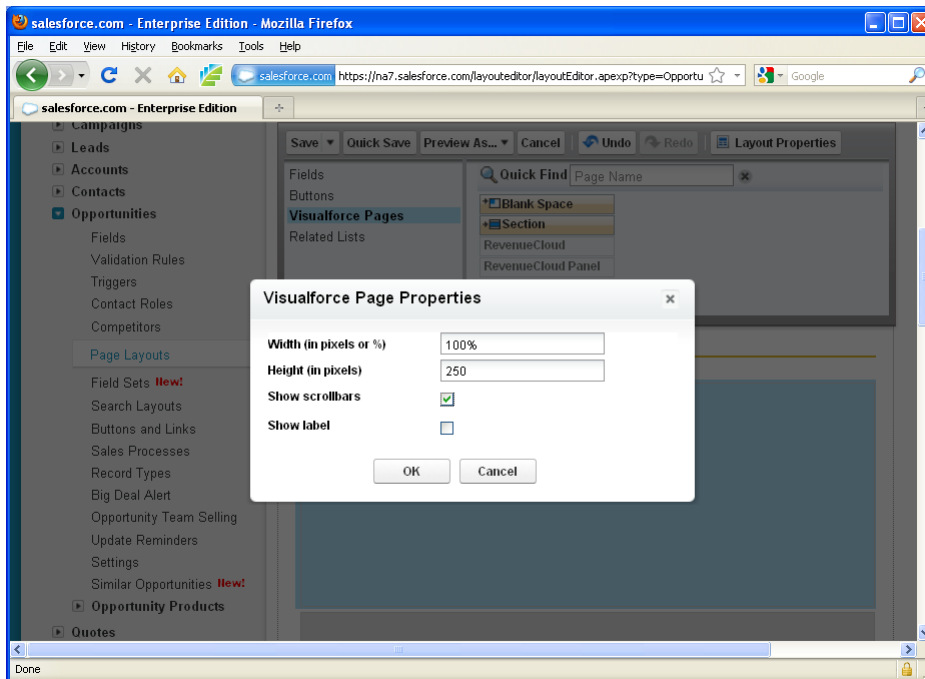 salesforce.com - Enterprise Edition - Mozilla Firefox
File Edit View History Bookmarks Tools Help
salesforce.com https://na7.salesforce.com/layouteditor/layoutEditor.apexp?type=Opportu Google
salesforce.com - Enterprise Edition
Campaigns
Leads
Accounts
Contacts
Opportunities
Fields
Validation Rules
Triggers
Contact Roles
Competitors
Page Layouts
Field Sets New!
Search Layouts
Buttons and Links
Sales Processes
Record Types
Big Deal Alert
Opportunity Team Selling
Update Reminders
Settings
Similar Opportunities New!
Opportunity Products
Quotes
Save Quick Save Preview As... Cancel Undo Redo Layout Properties
Fields
Buttons
Visualforce Pages
Related Lists
Quick Find Page Name
Blank Space
Section
RevenueCloud
RevenueCloud Panel
Visualforce Page Properties
Width (in pixels or %) 100%
Height (in pixels) 250
Show scrollbars
Show label
OK Cancel
Done